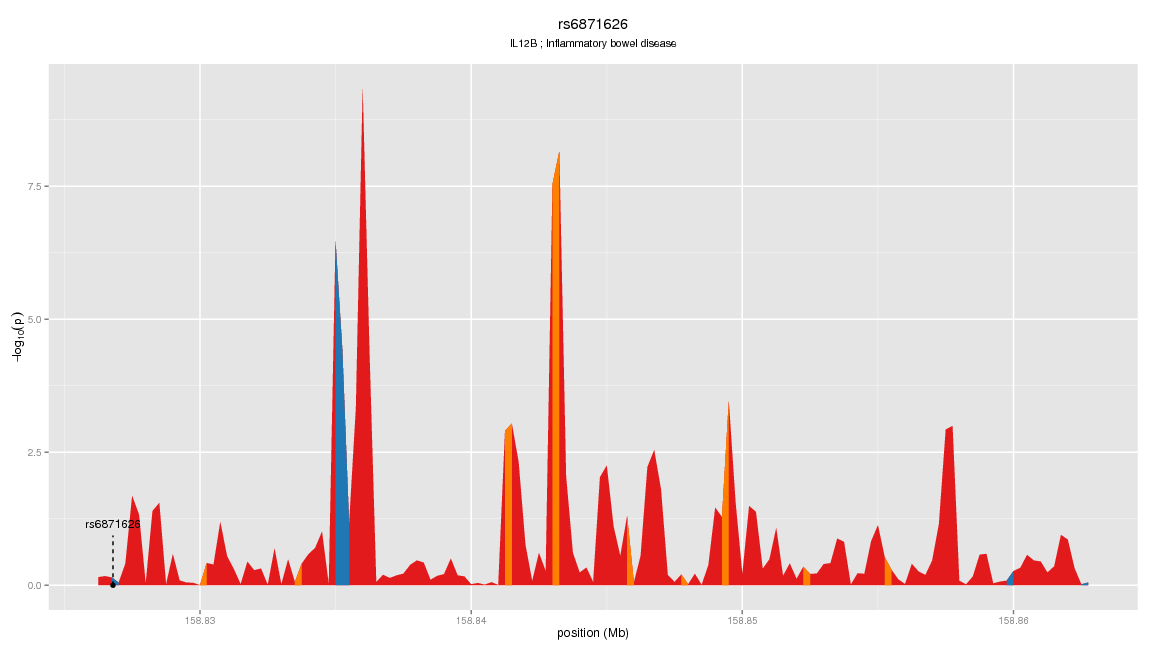 rs6871626
IL12B ; Inflammatory bowel disease
−log10(p)
7.5
5.0
2.5
0.0
rs6871626
158.83
158.84
158.85
158.86
position (Mb)